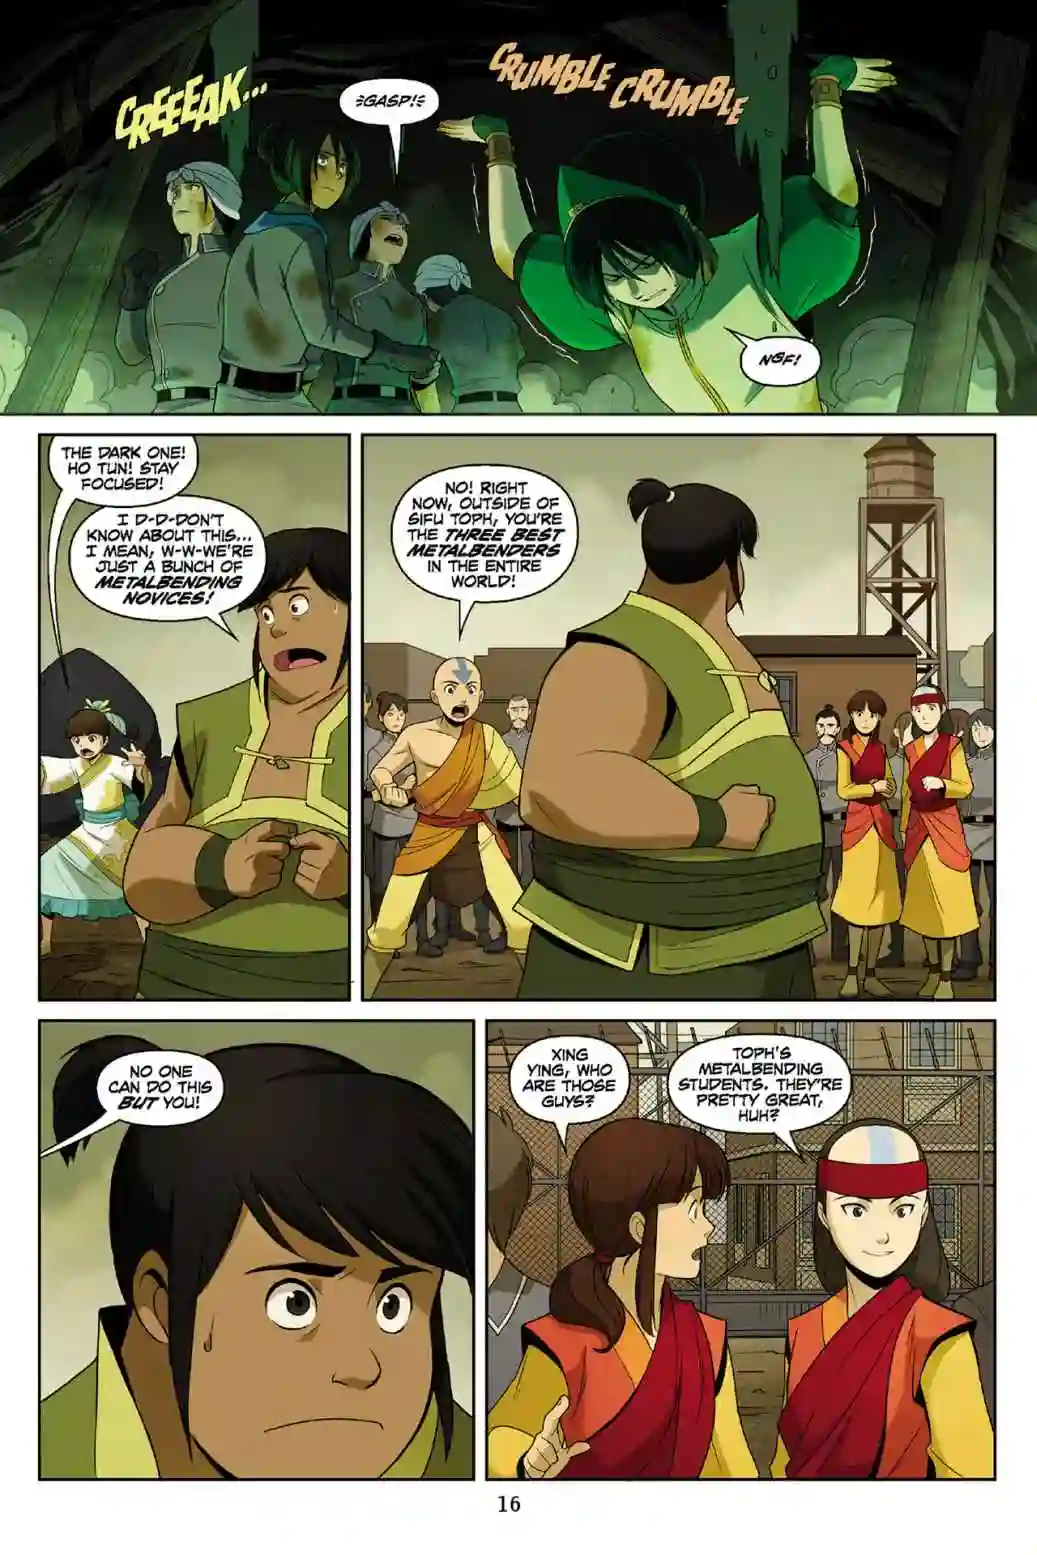 CREEEAK...
GASP!
CRUMBLE CRUMBLE
NGF!
THE DARK ONE!
HO TUN! STAY
FOCUSED!
I D-D-DON'T
KNOW ABOUT THIS...
I MEAN, W-W-WE'RE
JUST A BUNCH OF
METALBENDING
NOVICES!
NO! RIGHT
NOW, OUTSIDE OF
SIFU TOPH, YOU'RE
THE THREE BEST
METALBENDERS
IN THE ENTIRE
WORLD!
NO ONE
CAN DO THIS
BUT YOU!
XING
YING, WHO
ARE THOSE
GUYS?
TOPH'S
METALBENDING
STUDENTS. THEY'RE
PRETTY GREAT,
HUH?
16